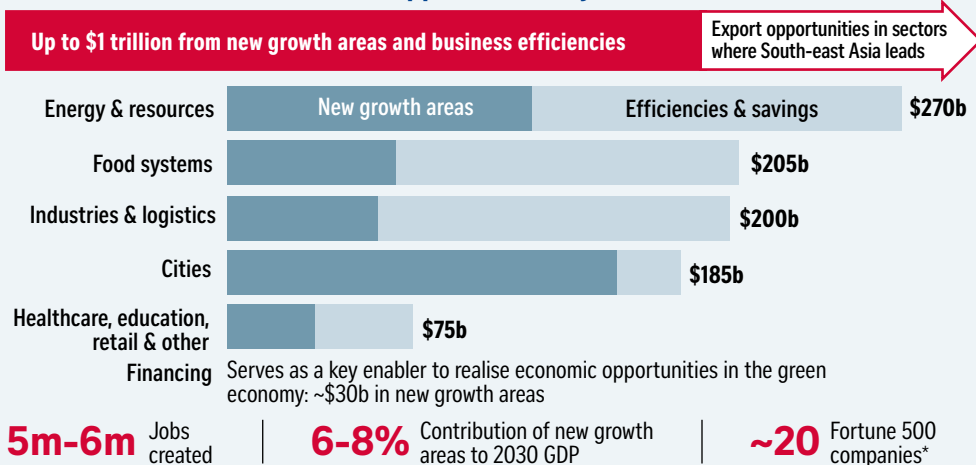 Up to $1 trillion from new growth areas and business efficiencies
Export opportunities in sectors
where South-east Asia leads
Energy & resources
New growth areas
Efficiencies & savings
$270b
Food systems
$205b
Industries & logistics
$200b
Cities
$185b
Healthcare, education,
retail & other
$75b
Financing
Serves as a key enabler to realise economic opportunities in the green
economy: ~$30b in new growth areas
5m-6m
Jobs
created
6-8%
Contribution of new growth
areas to 2030 GDP
~20
Fortune 500
companies*